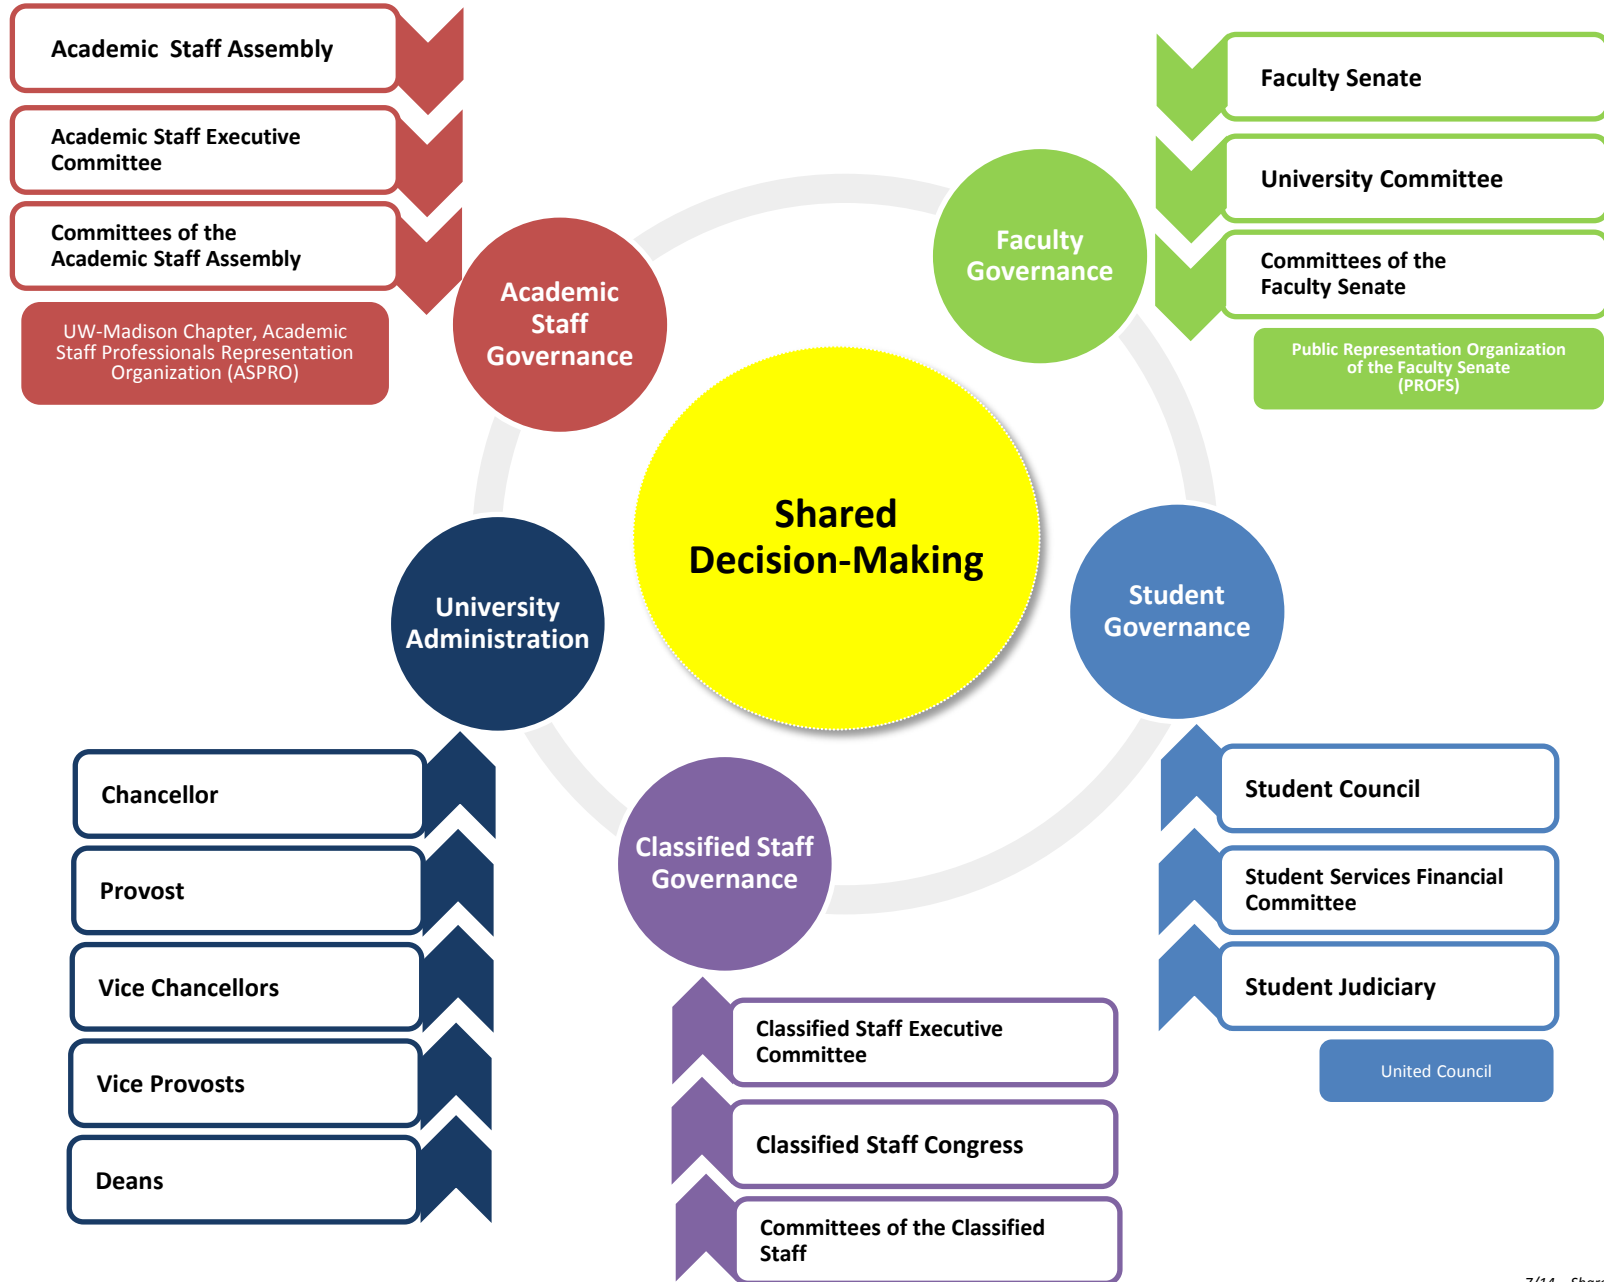 Academic Staff Assembly
Academic Staff Executive
Committee
Committees of the
Academic Staff Assembly
UW-Madison Chapter, Academic
Staff Professionals Representation
Organization (ASPRO)
Faculty Senate
University Committee
Committees of the
Faculty Senate
Public Representation Organization
of the Faculty Senate
(PROFS)
Academic
Staff
Governance
Faculty
Governance
Shared
Decision-Making
University
Administration
Student
Governance
Classified Staff
Governance
Chancellor
Provost
Vice Chancellors
Vice Provosts
Deans
Classified Staff Executive
Committee
Classified Staff Congress
Committees of the Classified
Staff
Student Council
Student Services Financial
Committee
Student Judiciary
United Council